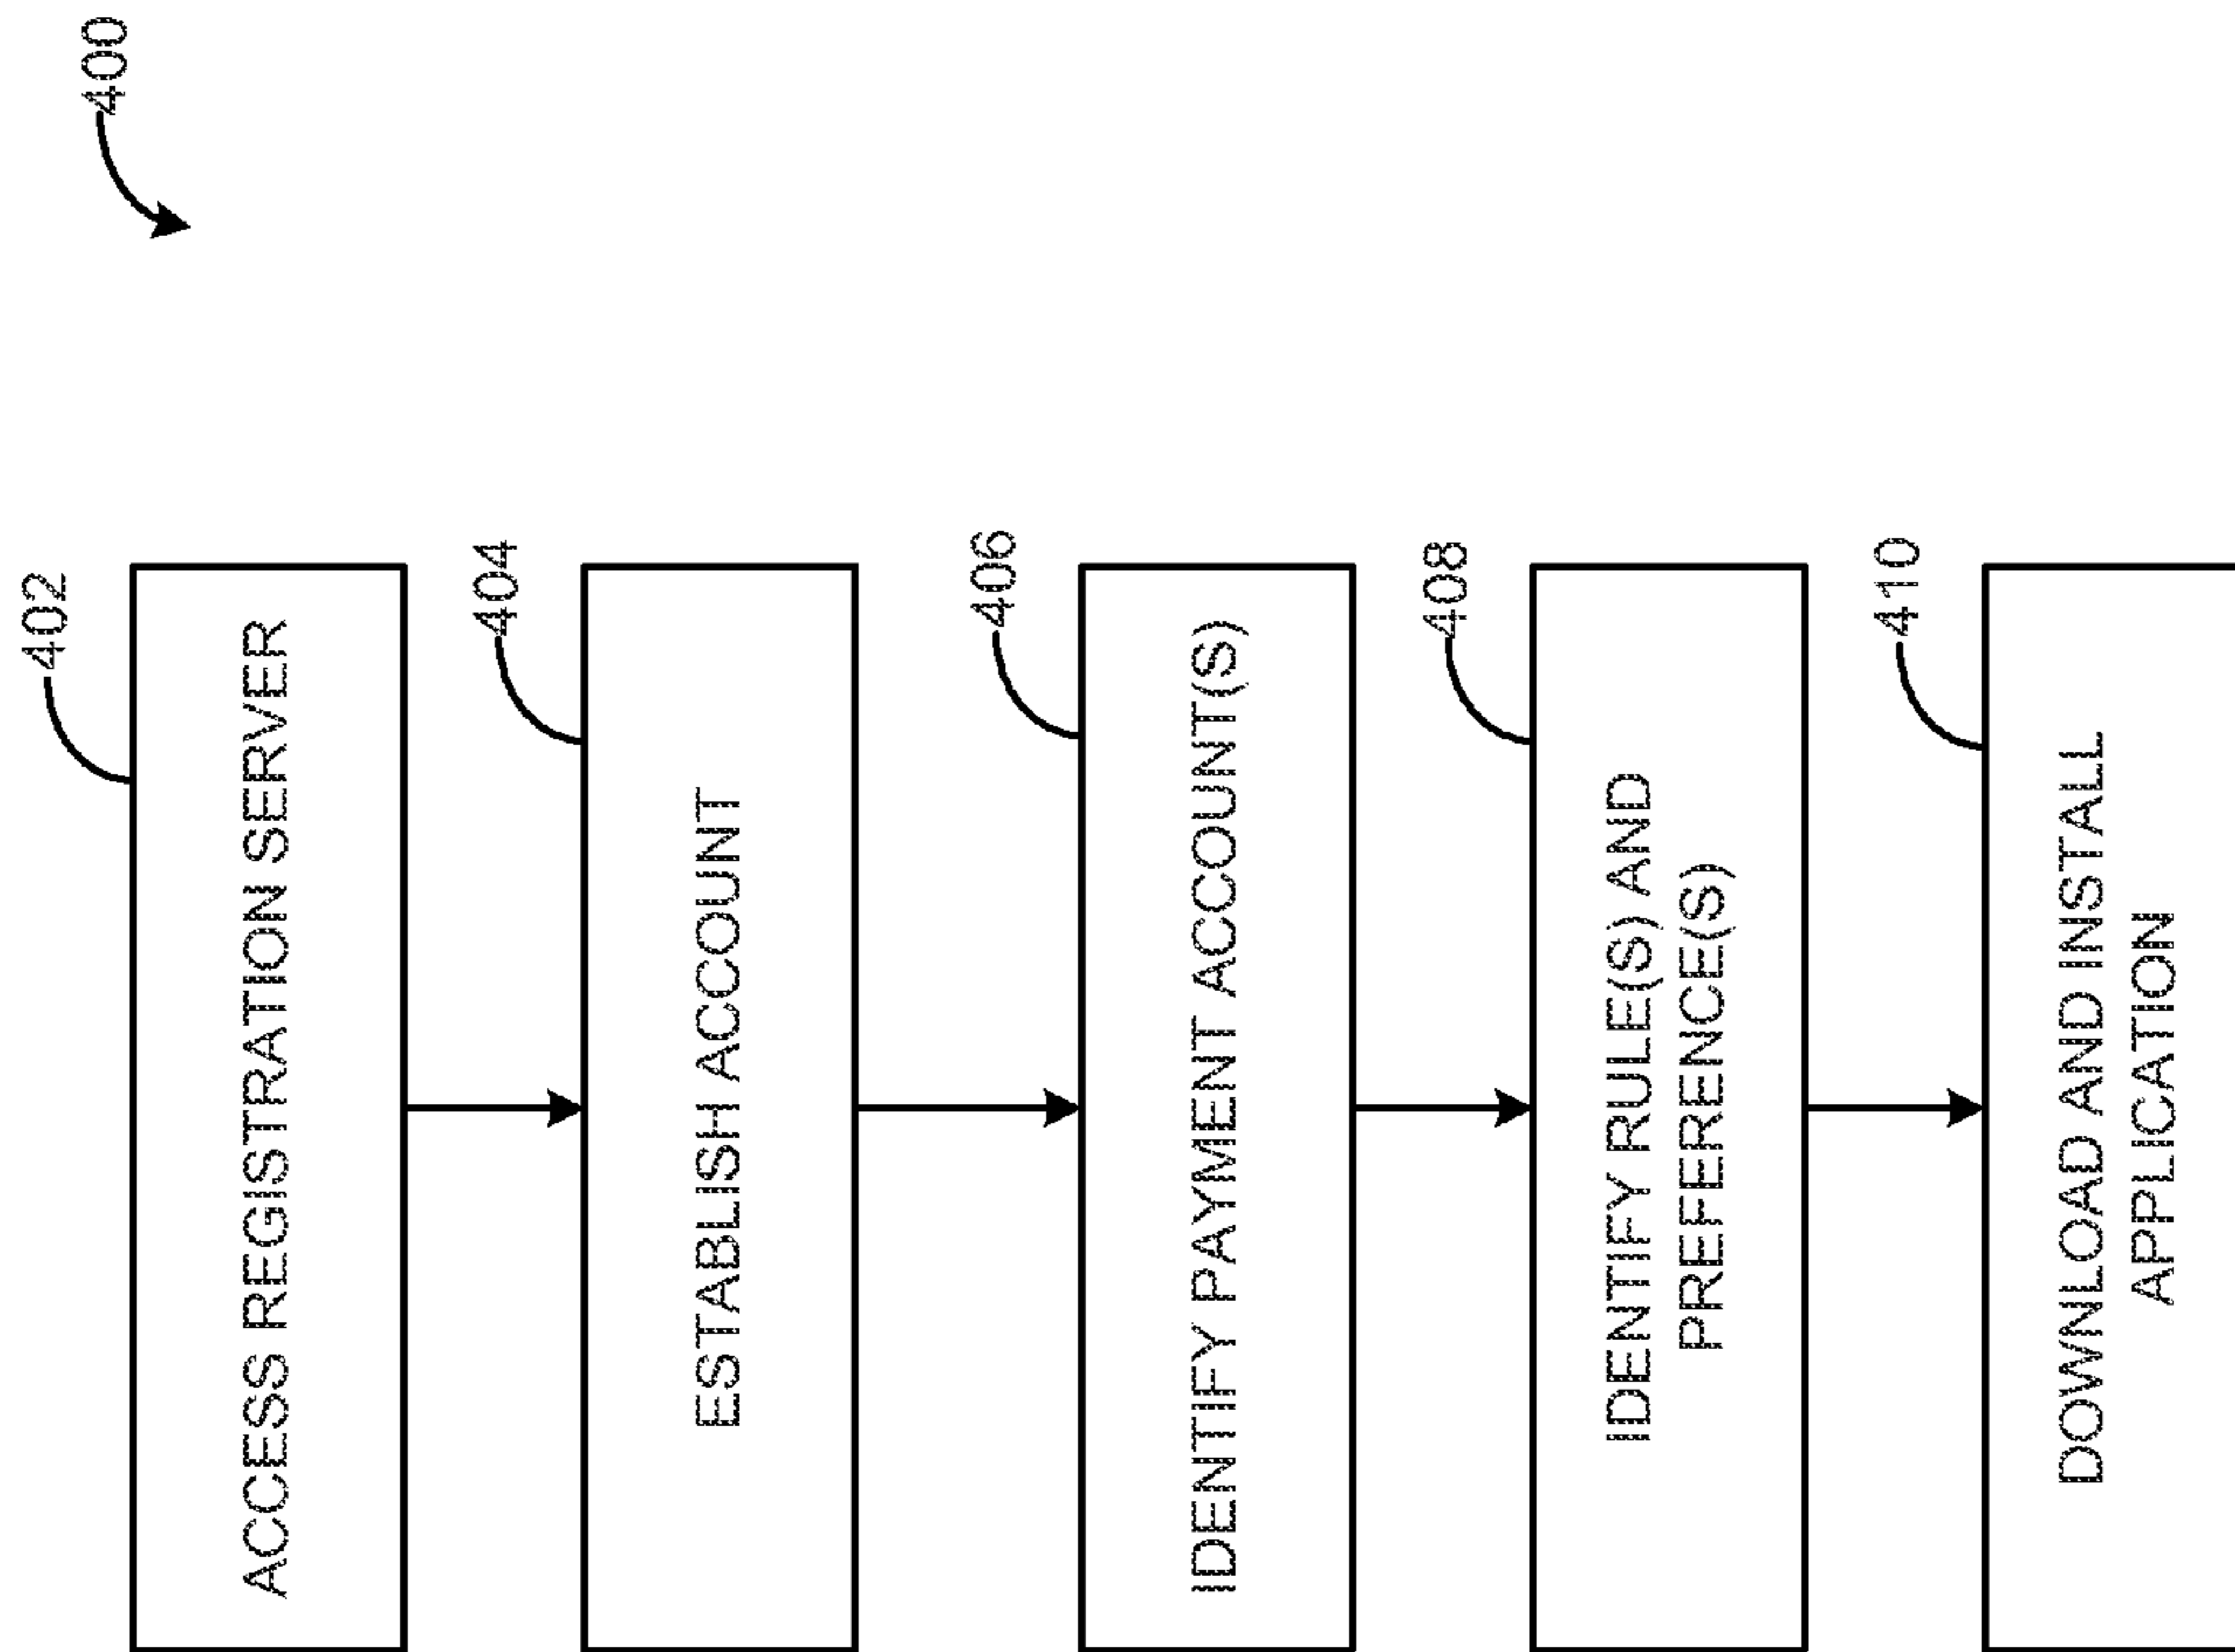 400
402
ACCESS REGISTRATION SERVER
404
ESTABLISH ACCOUNT
406
IDENTIFY PAYMENT ACCOUNT(S)
408
IDENTIFY RULE(S) AND
PREFERENCE(S)
410
DOWNLOAD AND INSTALL
APPLICATION